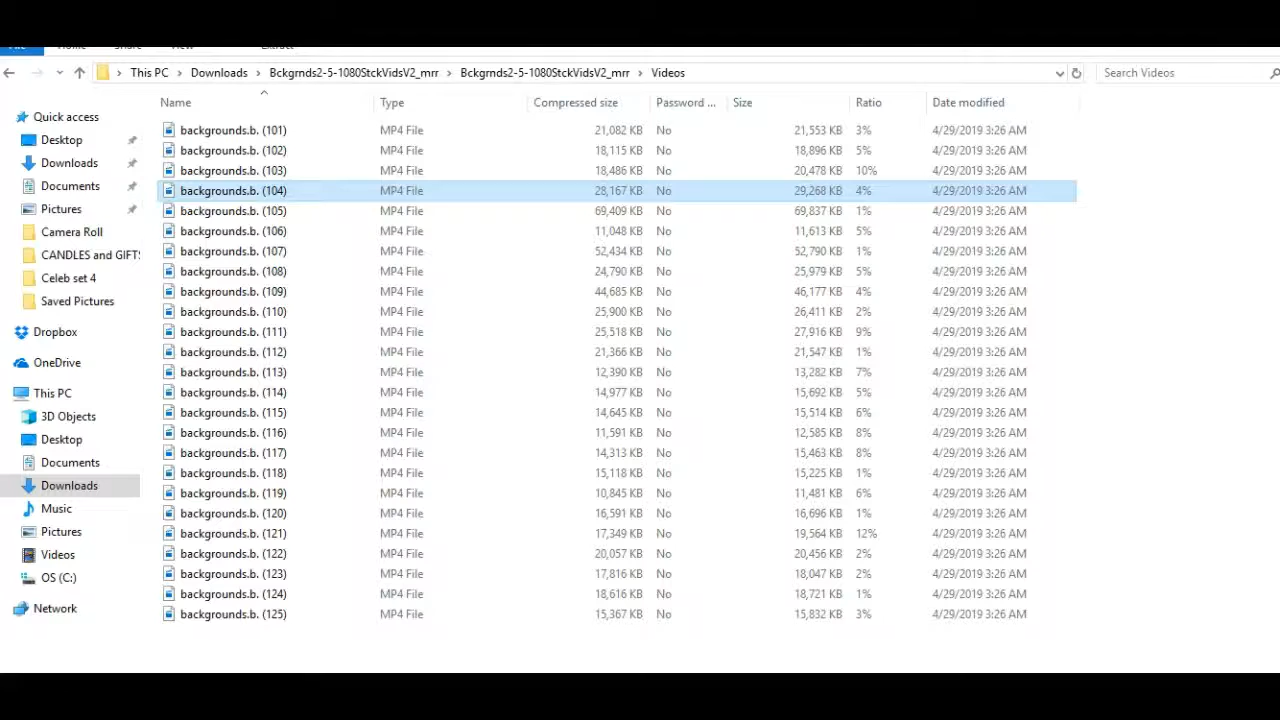 File Home Share View Extract
This PC > Downloads > Bckgrnds2-5-1080StckVidsV2_mrr > Bckgrnds2-5-1080StckVidsV2_mrr > Videos
Search Videos
Name Type Compressed size Password ... Size Ratio Date modified
Quick access
Desktop
Downloads
Documents
Pictures
Camera Roll
CANDLES and GIFTS
Celeb set 4
Saved Pictures
Dropbox
OneDrive
This PC
3D Objects
Desktop
Documents
Downloads
Music
Pictures
Videos
OS (C:)
Network
backgrounds.b. (101) MP4 File 21,082 KB No 21,553 KB 3% 4/29/2019 3:26 AM
backgrounds.b. (102) MP4 File 18,115 KB No 18,896 KB 5% 4/29/2019 3:26 AM
backgrounds.b. (103) MP4 File 18,486 KB No 20,478 KB 10% 4/29/2019 3:26 AM
backgrounds.b. (104) MP4 File 28,167 KB No 29,268 KB 4% 4/29/2019 3:26 AM
backgrounds.b. (105) MP4 File 69,409 KB No 69,837 KB 1% 4/29/2019 3:26 AM
backgrounds.b. (106) MP4 File 11,048 KB No 11,613 KB 5% 4/29/2019 3:26 AM
backgrounds.b. (107) MP4 File 52,434 KB No 52,790 KB 1% 4/29/2019 3:26 AM
backgrounds.b. (108) MP4 File 24,790 KB No 25,979 KB 5% 4/29/2019 3:26 AM
backgrounds.b. (109) MP4 File 44,685 KB No 46,177 KB 4% 4/29/2019 3:26 AM
backgrounds.b. (110) MP4 File 25,900 KB No 26,411 KB 2% 4/29/2019 3:26 AM
backgrounds.b. (111) MP4 File 25,518 KB No 27,916 KB 9% 4/29/2019 3:26 AM
backgrounds.b. (112) MP4 File 21,366 KB No 21,547 KB 1% 4/29/2019 3:26 AM
backgrounds.b. (113) MP4 File 12,390 KB No 13,282 KB 7% 4/29/2019 3:26 AM
backgrounds.b. (114) MP4 File 14,977 KB No 15,692 KB 5% 4/29/2019 3:26 AM
backgrounds.b. (115) MP4 File 14,645 KB No 15,514 KB 6% 4/29/2019 3:26 AM
backgrounds.b. (116) MP4 File 11,591 KB No 12,585 KB 8% 4/29/2019 3:26 AM
backgrounds.b. (117) MP4 File 14,313 KB No 15,463 KB 8% 4/29/2019 3:26 AM
backgrounds.b. (118) MP4 File 15,118 KB No 15,225 KB 1% 4/29/2019 3:26 AM
backgrounds.b. (119) MP4 File 10,845 KB No 11,481 KB 6% 4/29/2019 3:26 AM
backgrounds.b. (120) MP4 File 16,591 KB No 16,696 KB 1% 4/29/2019 3:26 AM
backgrounds.b. (121) MP4 File 17,349 KB No 19,564 KB 12% 4/29/2019 3:26 AM
backgrounds.b. (122) MP4 File 20,057 KB No 20,456 KB 2% 4/29/2019 3:26 AM
backgrounds.b. (123) MP4 File 17,816 KB No 18,047 KB 2% 4/29/2019 3:26 AM
backgrounds.b. (124) MP4 File 18,616 KB No 18,721 KB 1% 4/29/2019 3:26 AM
backgrounds.b. (125) MP4 File 15,367 KB No 15,832 KB 3% 4/29/2019 3:26 AM